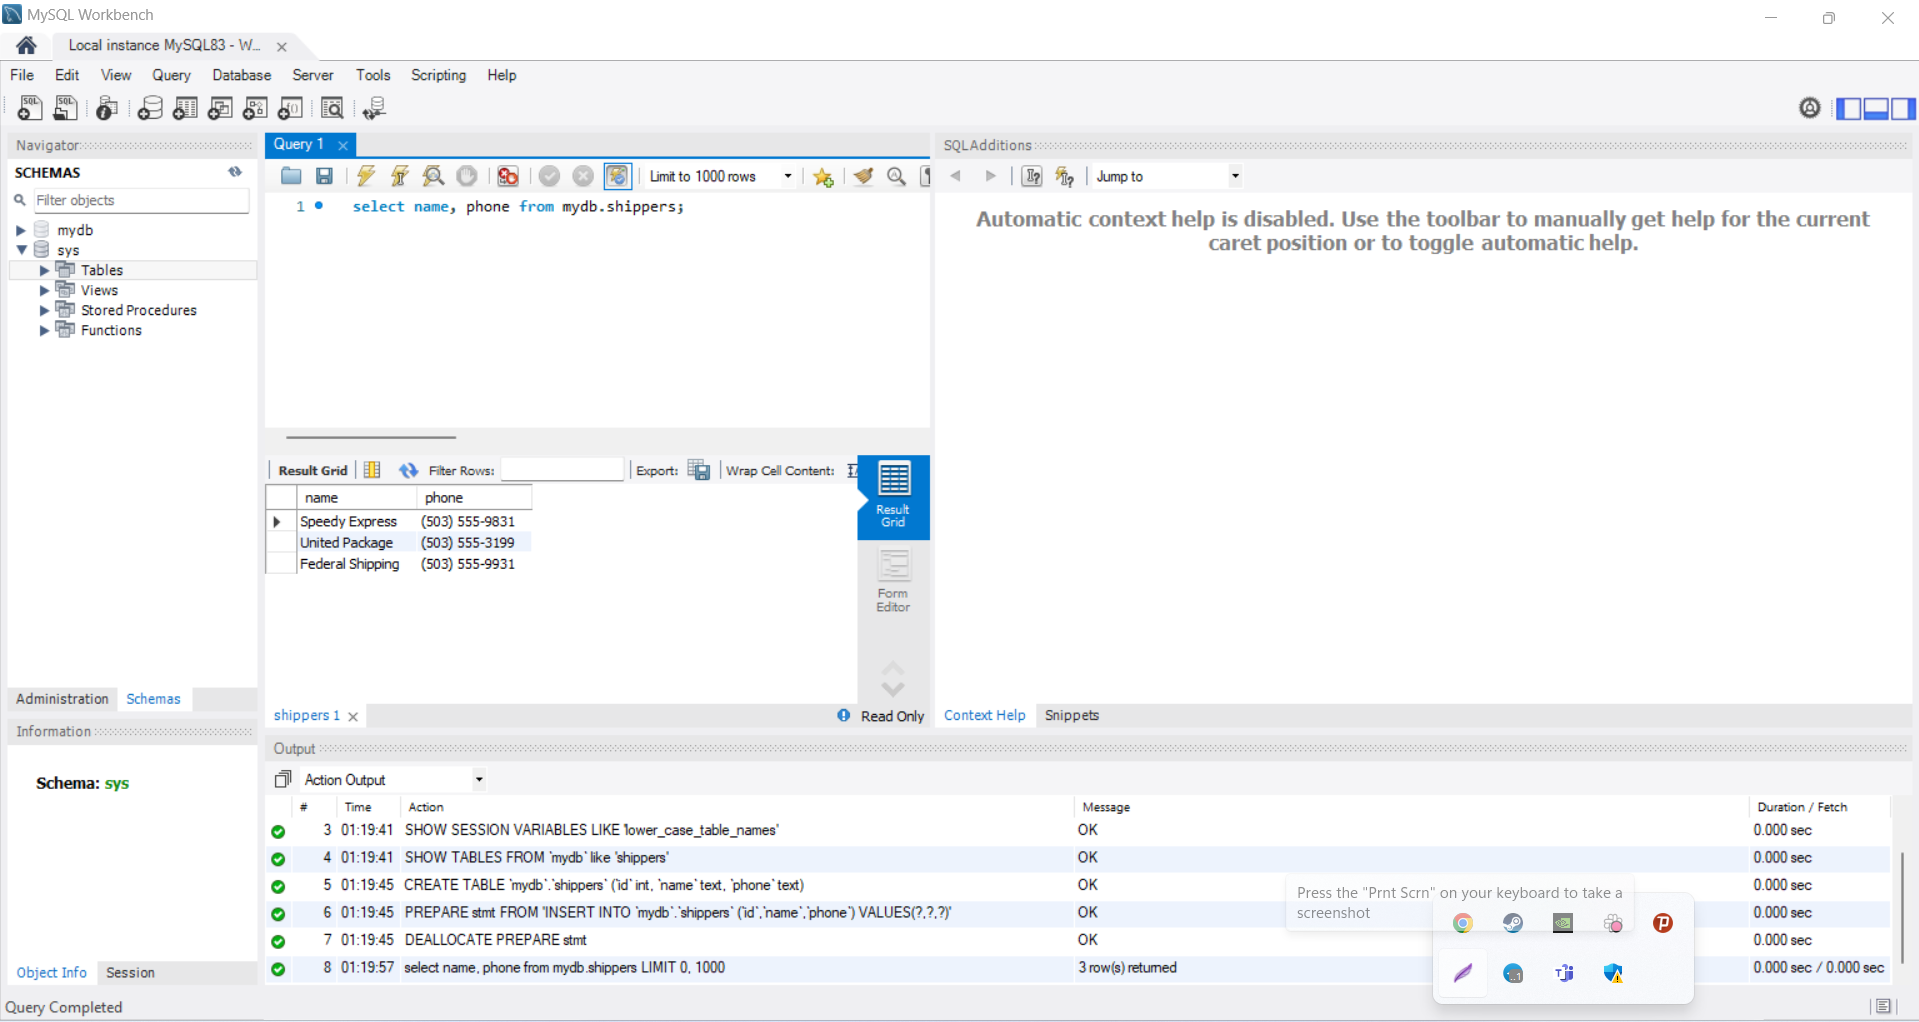 MySQL Workbench
Local instance MySQL83 - W...
File Edit View Query Database Server Tools Scripting Help
Navigator
SCHEMAS
Filter objects
mydb
sys
Tables
Views
Stored Procedures
Functions
Administration Schemas
Information
Schema: sys
Object Info Session
Query 1
Limit to 1000 rows
1 select name, phone from mydb.shippers;
Result Grid Filter Rows: Export: Wrap Cell Content:
name phone
Speedy Express (503) 555-9831
United Package (503) 555-3199
Federal Shipping (503) 555-9931
Result
Grid
Form
Editor
shippers 1 Read Only
SQLAdditions
Jump to
Automatic context help is disabled. Use the toolbar to manually get help for the current
caret position or to toggle automatic help.
Context Help Snippets
Output
Action Output
# Time Action Message Duration / Fetch
3 01:19:41 SHOW SESSION VARIABLES LIKE 'lower_case_table_names' OK 0.000 sec
4 01:19:41 SHOW TABLES FROM `mydb` like 'shippers' OK 0.000 sec
5 01:19:45 CREATE TABLE `mydb`.`shippers` (`id` int, `name` text, `phone` text) OK 0.000 sec
6 01:19:45 PREPARE stmt FROM 'INSERT INTO `mydb`.`shippers` (`id`,`name`,`phone`) VALUES(?,?,?)' OK 0.000 sec
7 01:19:45 DEALLOCATE PREPARE stmt OK 0.000 sec
8 01:19:57 select name, phone from mydb.shippers LIMIT 0, 1000 3 row(s) returned 0.000 sec / 0.000 sec
Press the "Prnt Scrn" on your keyboard to take a
screenshot
Query Completed